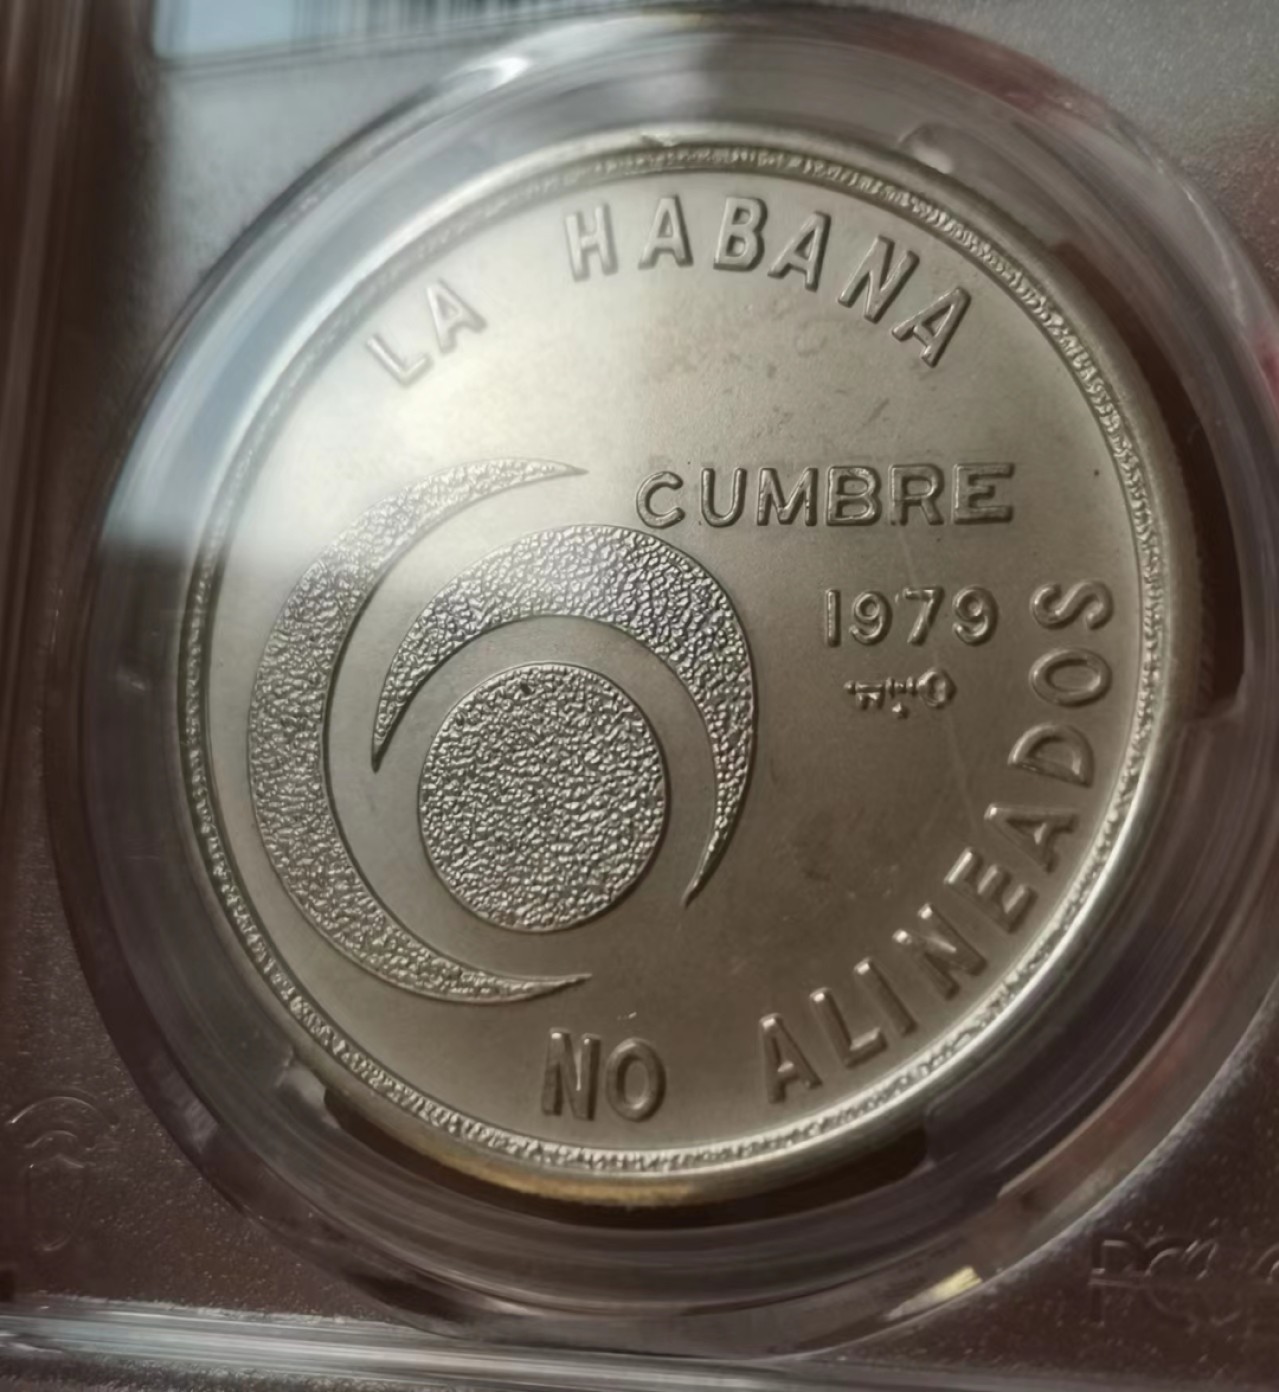 LA HABANA
CUMBRE
1979
NO ALINEADOS